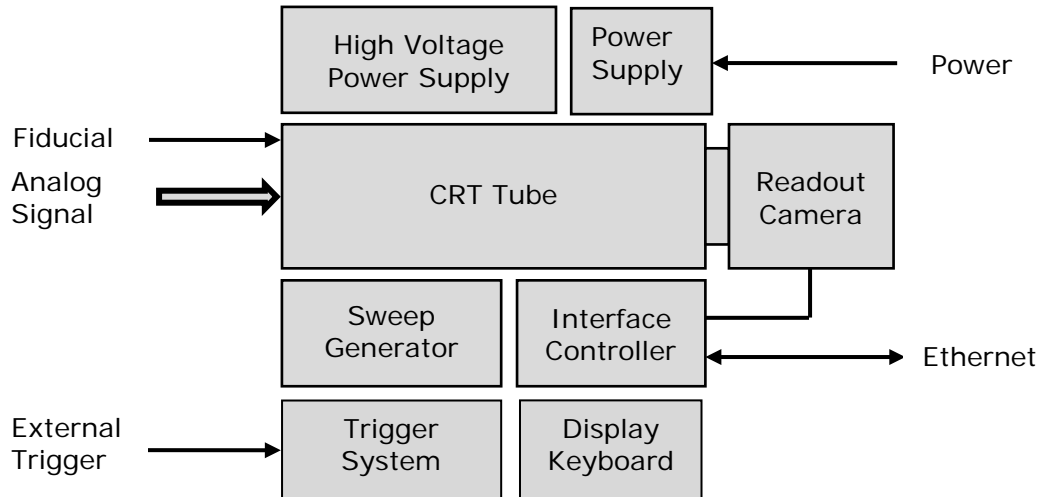 High Voltage
Power Supply
Power
Supply
Power
Fiducial
Analog
Signal
CRT Tube
Readout
Camera
Sweep
Generator
Interface
Controller
Ethernet
External
Trigger
Trigger
System
Display
Keyboard